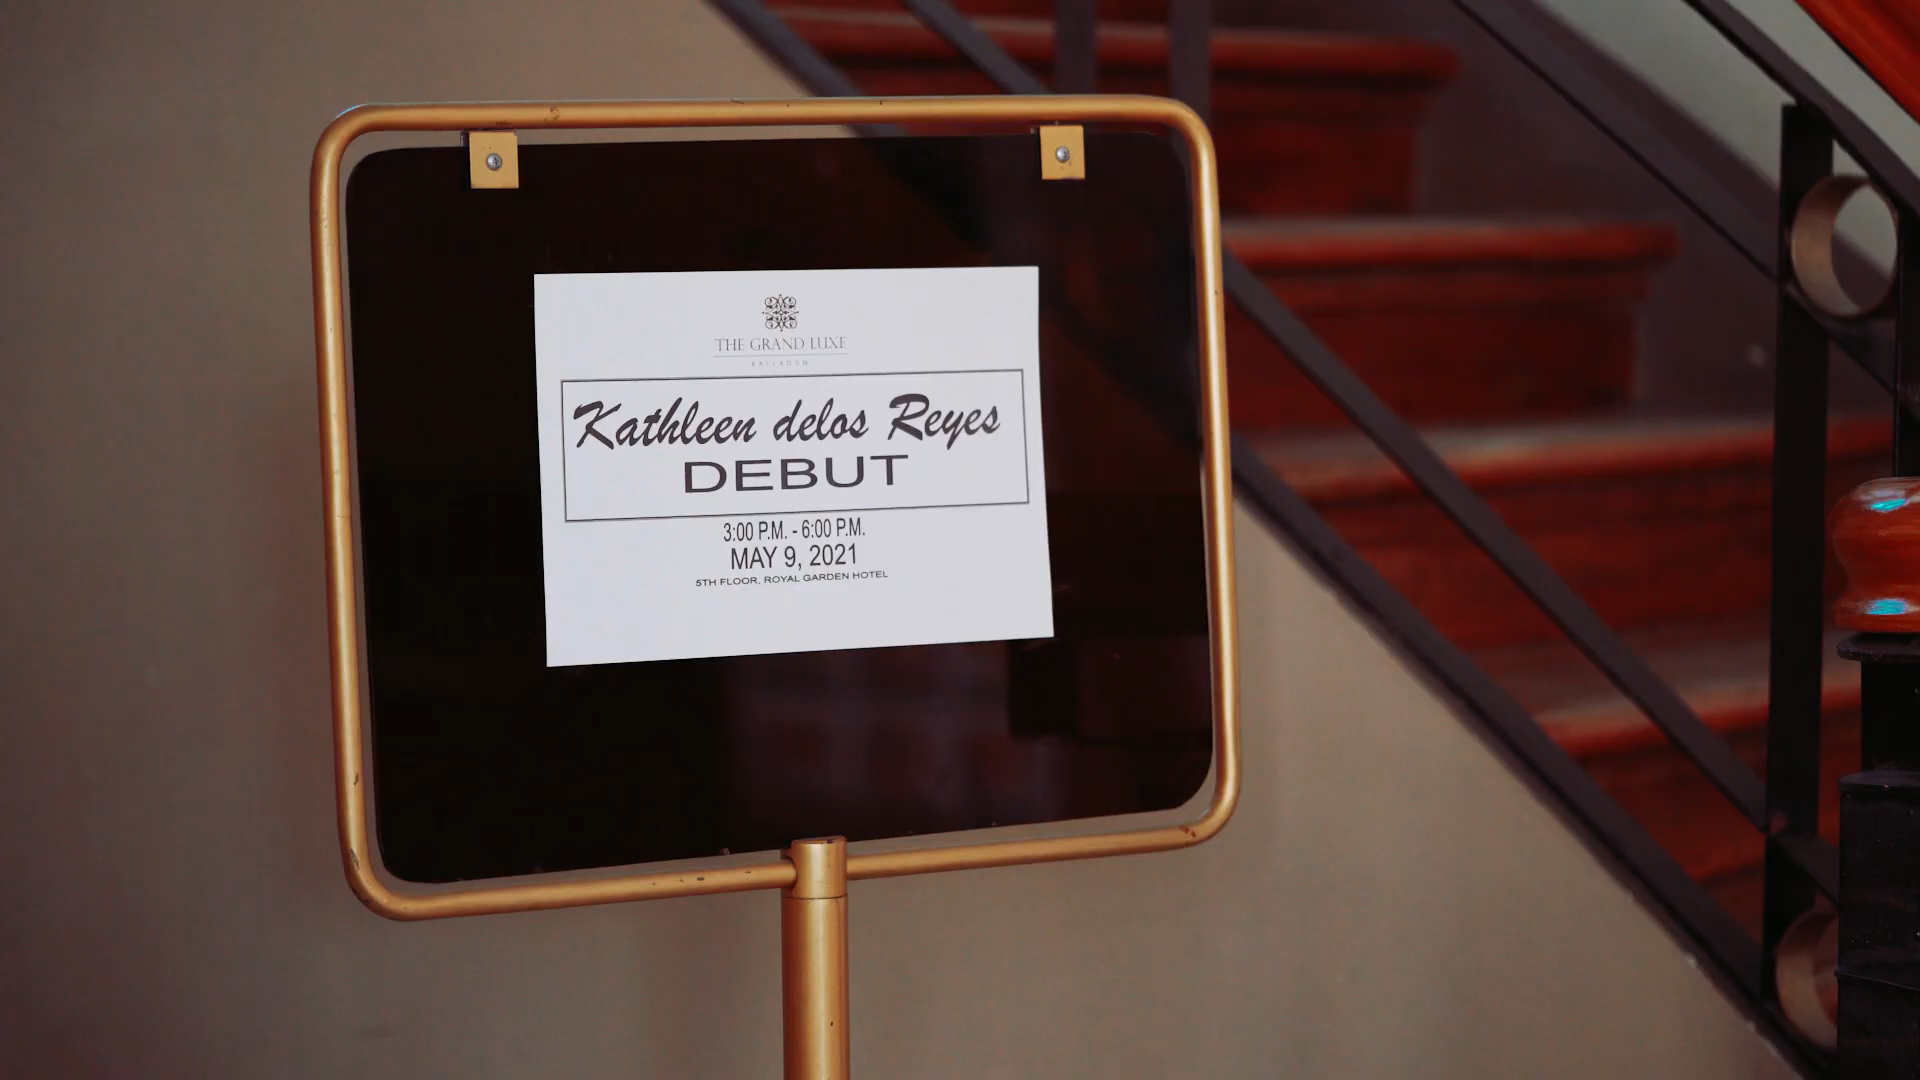 THE GRAND LUXE
BALLROOM
Kathleen delos Reyes
DEBUT
3:00 P.M. - 6:00 P.M.
MAY 9, 2021
5TH FLOOR, ROYAL GARDEN HOTEL